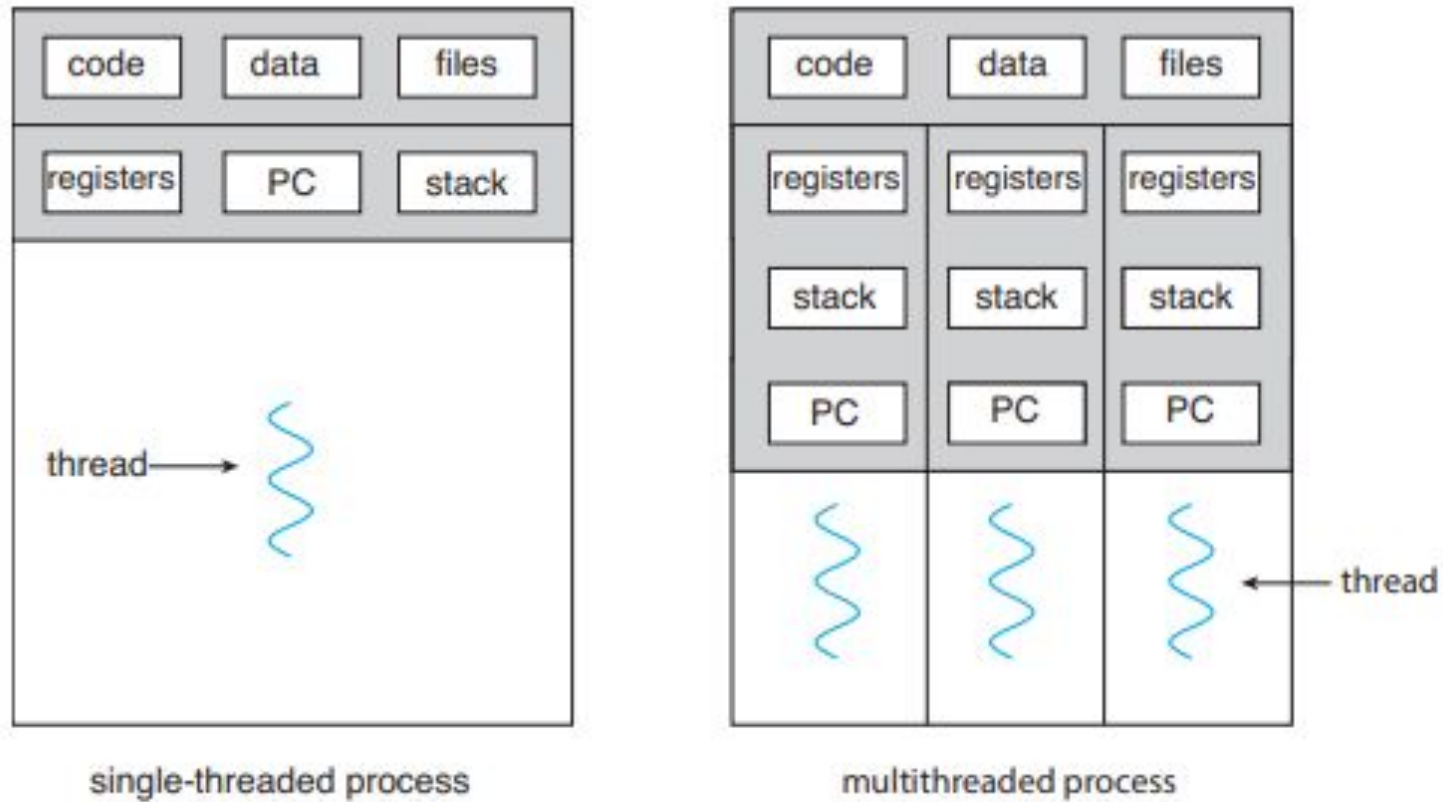 code data files
registers PC stack
thread
single-threaded process
code data files
registers registers registers
stack stack stack
PC PC PC
thread
multithreaded process